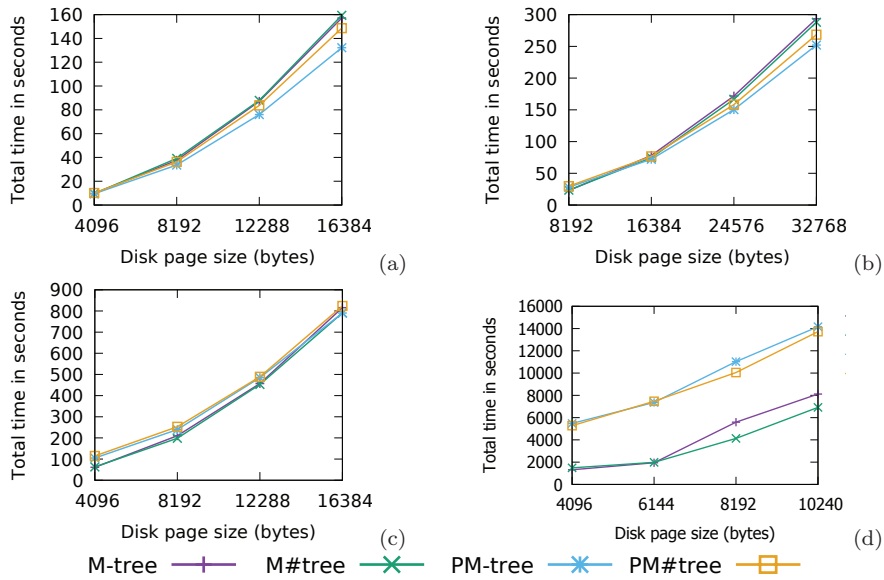 160
140
120
100
80
60
40
20
0
Total time in seconds
4096 8192 12288 16384
Disk page size (bytes)
(a)
300
250
200
150
100
50
0
Total time in seconds
8192 16384 24576 32768
Disk page size (bytes)
(b)
900
800
700
600
500
400
300
200
100
0
Total time in seconds
4096 8192 12288 16384
Disk page size (bytes)
(c)
16000
14000
12000
10000
8000
6000
4000
2000
0
Total time in seconds
4096 6144 8192 10240
Disk page size (bytes)
(d)
M-tree M#tree PM-tree PM#tree